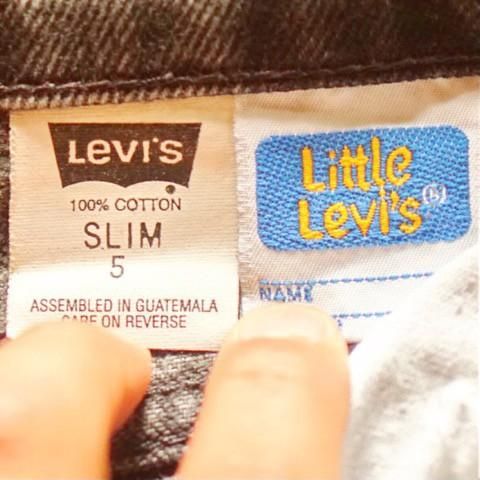 Levi's
100% COTTON
SLIM
5
ASSEMBLED IN GUATEMALA
CARE ON REVERSE
Little
Levi's®
NAME